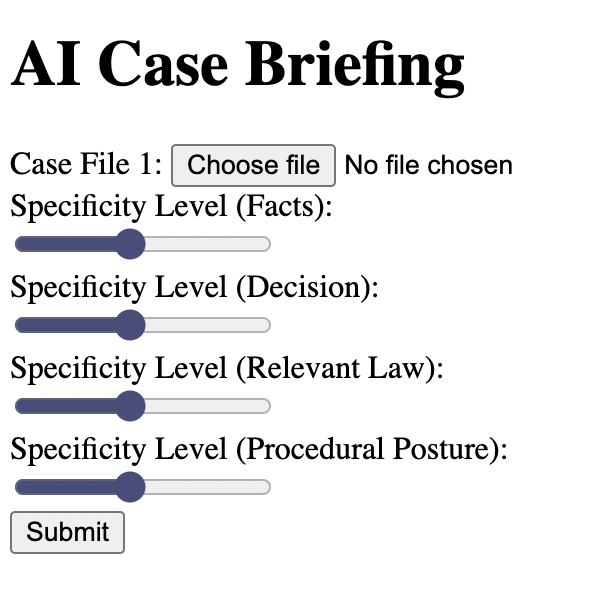 AI Case Briefing
Case File 1: Choose file No file chosen
Specificity Level (Facts):
Specificity Level (Decision):
Specificity Level (Relevant Law):
Specificity Level (Procedural Posture):
Submit